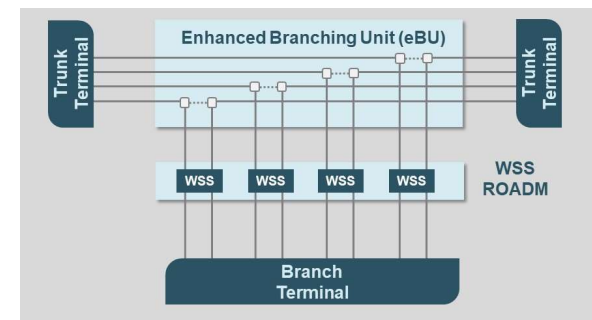 Enhanced Branching Unit (eBU)
Trunk
Terminal
Trunk
Terminal
WSS
WSS
WSS
WSS
WSS
ROADM
Branch
Terminal